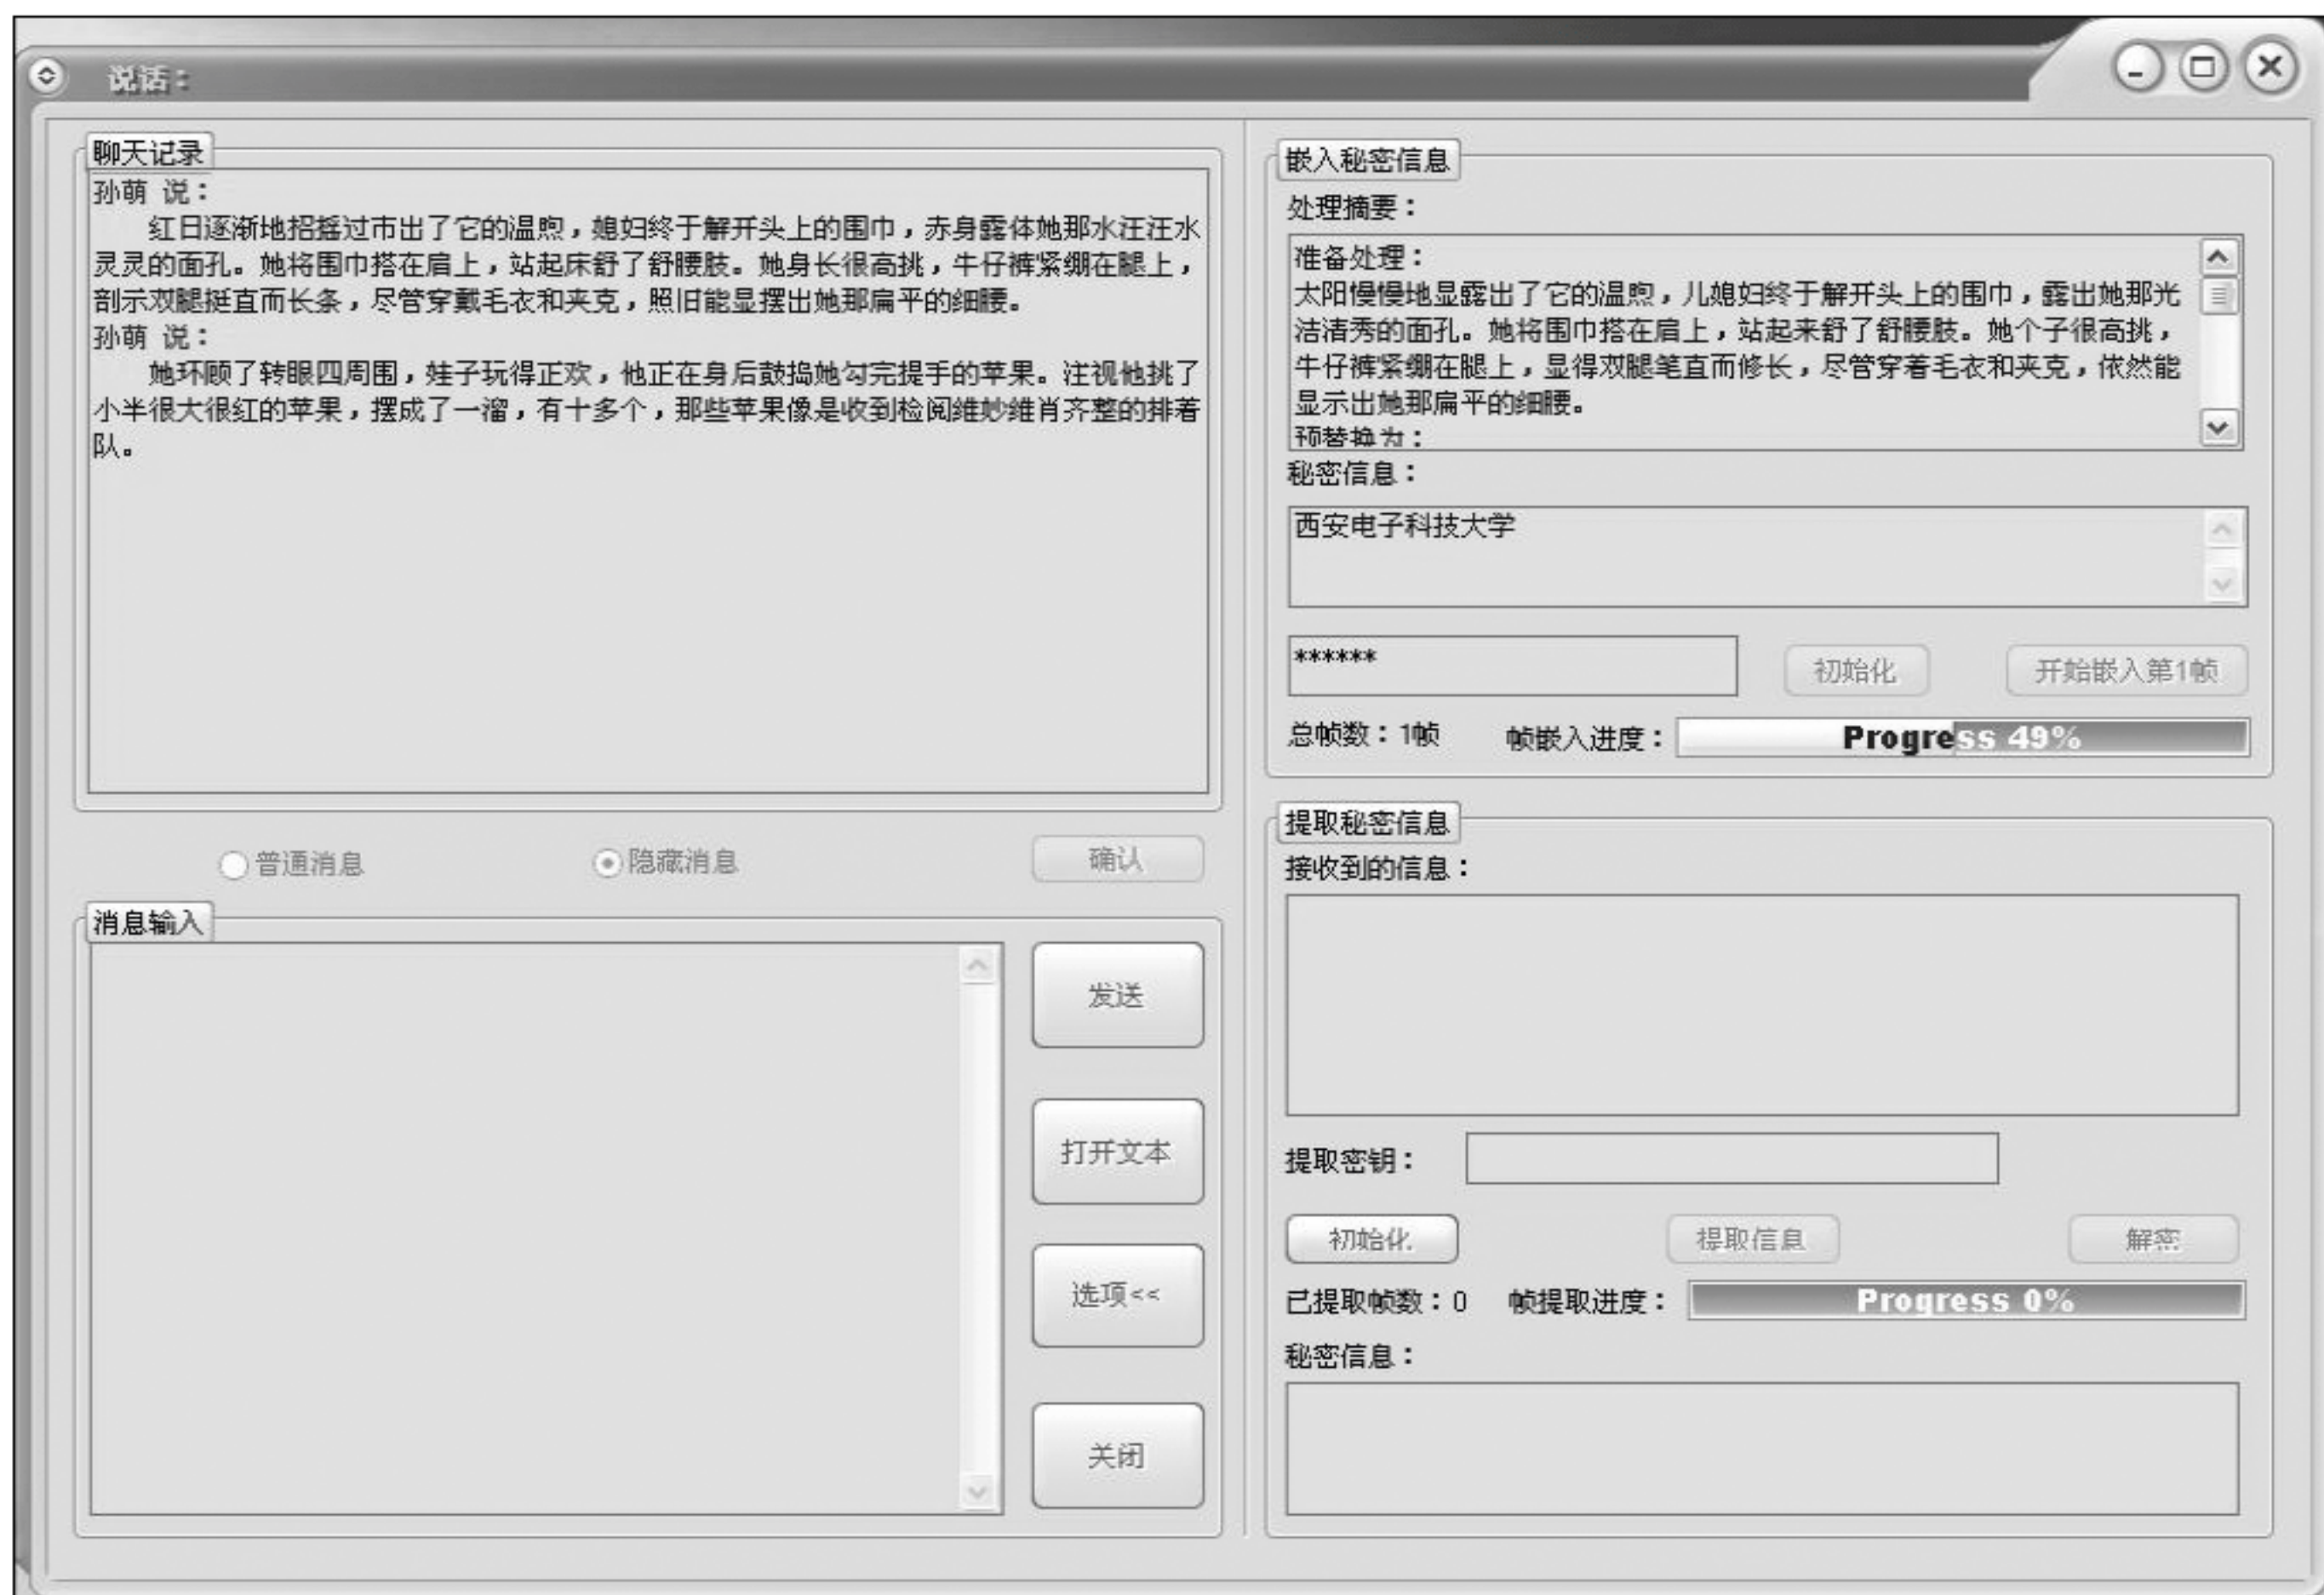 说话：
聊天记录
孙萌 说：
红日逐渐地招摇过市出了它的温煦，媳妇终于解开头上的围巾，赤身露体她那水汪汪水
灵灵的面孔。她将围巾搭在肩上，站起床舒了舒腰肢。她身长很高挑，牛仔裤紧绷在腿上，
剖示双腿挺直而长条，尽管穿戴毛衣和夹克，照旧能显摆出她那扁平的细腰。
孙萌 说：
她环顾了转眼四周围，娃子玩得正欢，他正在身后鼓捣她勾完提手的苹果。注视他挑了
小半很大很红的苹果，摆成了一溜，有十多个，那些苹果像是收到检阅维妙维肖齐整的排着
队。
普通消息
隐藏消息
确认
消息输入
发送
打开文本
选项<<
关闭
嵌入秘密信息
处理摘要：
准备处理：
太阳慢慢地显露出了它的温煦，儿媳妇终于解开头上的围巾，露出她那光
洁清秀的面孔。她将围巾搭在肩上，站起来舒了舒腰肢。她个子很高挑，
牛仔裤紧绷在腿上，显得双腿笔直而修长，尽管穿着毛衣和夹克，依然能
显示出她那扁平的细腰。
预替换为：
秘密信息：
西安电子科技大学
******
初始化
开始嵌入第1帧
总帧数：1帧
帧嵌入进度：
Progress 49%
提取秘密信息
接收到的信息：
提取密钥：
初始化
提取信息
解密
已提取帧数：0
帧提取进度：
Progress 0%
秘密信息：